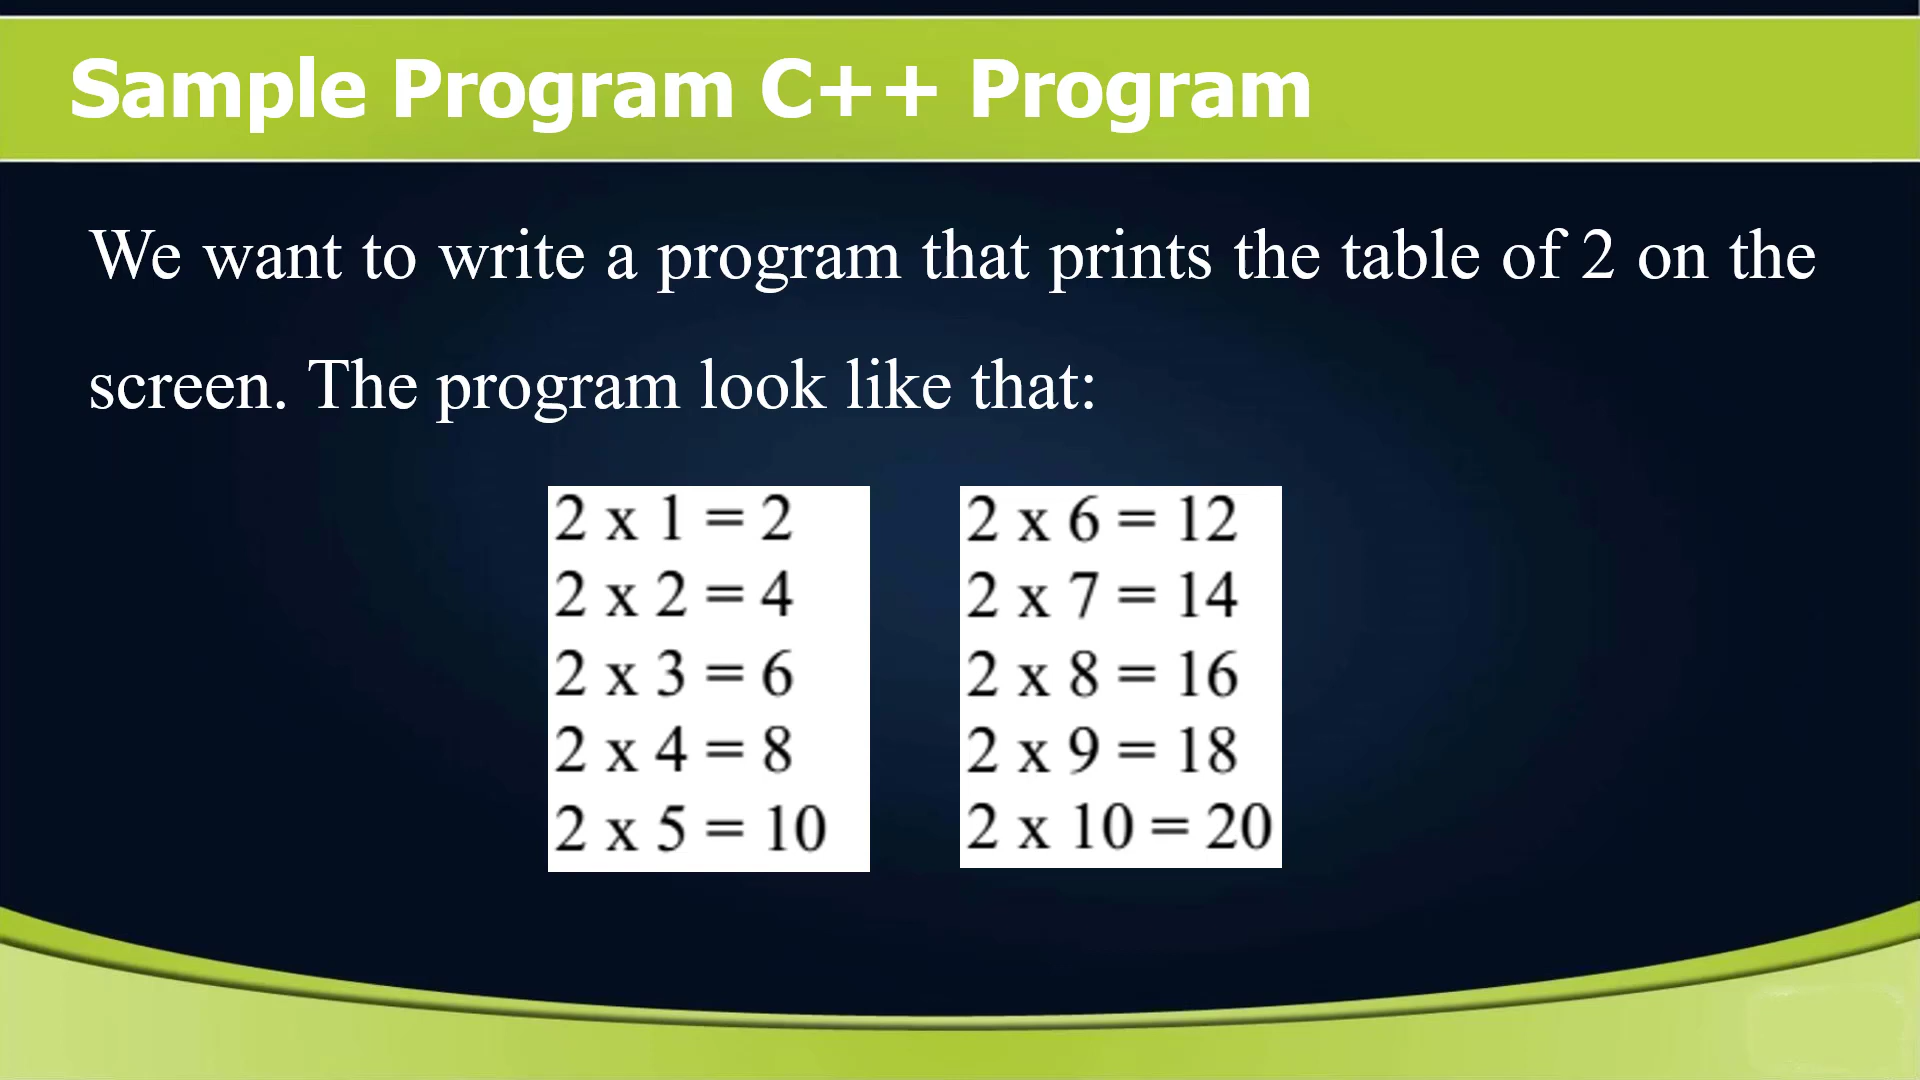 Sample Program C++ Program
We want to write a program that prints the table of 2 on the
screen. The program look like that:
2 x 1 = 2
2 x 2 = 4
2 x 3 = 6
2 x 4 = 8
2 x 5 = 10
2 x 6 = 12
2 x 7 = 14
2 x 8 = 16
2 x 9 = 18
2 x 10 = 20